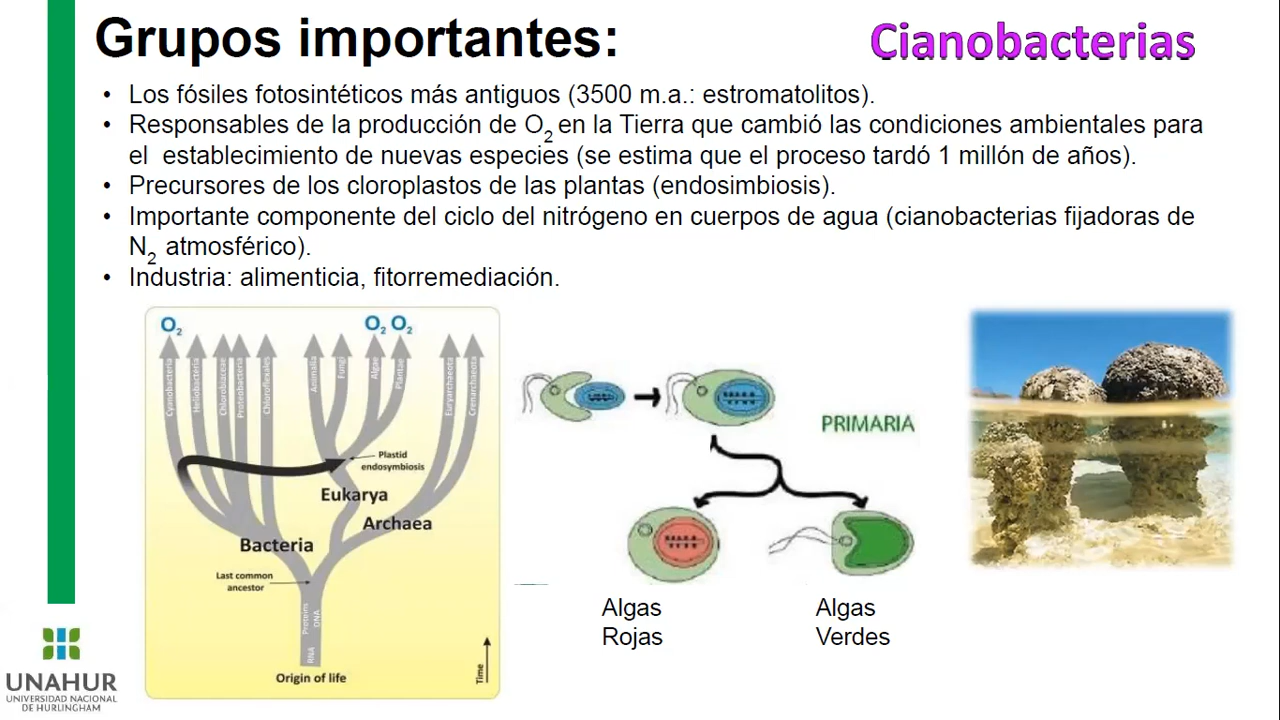 Grupos importantes:
Cianobacterias
• Los fósiles fotosintéticos más antiguos (3500 m.a.: estromatolitos).
• Responsables de la producción de O2 en la Tierra que cambió las condiciones ambientales para
el establecimiento de nuevas especies (se estima que el proceso tardó 1 millón de años).
• Precursores de los cloroplastos de las plantas (endosimbiosis).
• Importante componente del ciclo del nitrógeno en cuerpos de agua (cianobacterias fijadoras de
N2 atmosférico).
• Industria: alimenticia, fitorremediación.
O2
O2 O2
Cyanobacteria
Heliobacteria
Chlorobiaceae
Proteobacteria
Chloroflexales
Animalia
Fungi
Algae
Plantae
Euryarchaeota
Crenarchaeota
Plastid
endosymbiosis
Eukarya
Archaea
Bacteria
Last common
ancestor
Proteins
DNA
RNA
Origin of life
Time
PRIMARIA
Algas
Rojas
Algas
Verdes
UNAHUR
UNIVERSIDAD NACIONAL
DE HURLINGHAM